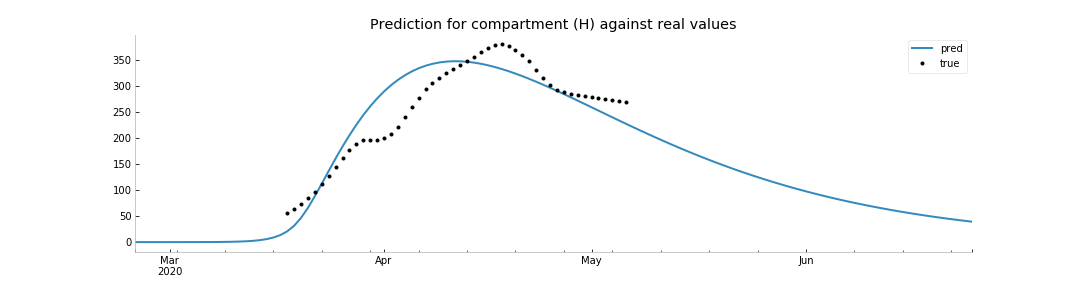 Prediction for compartment (H) against real values
pred
true
350
300
250
200
150
100
50
0
Mar
2020
Apr
May
Jun